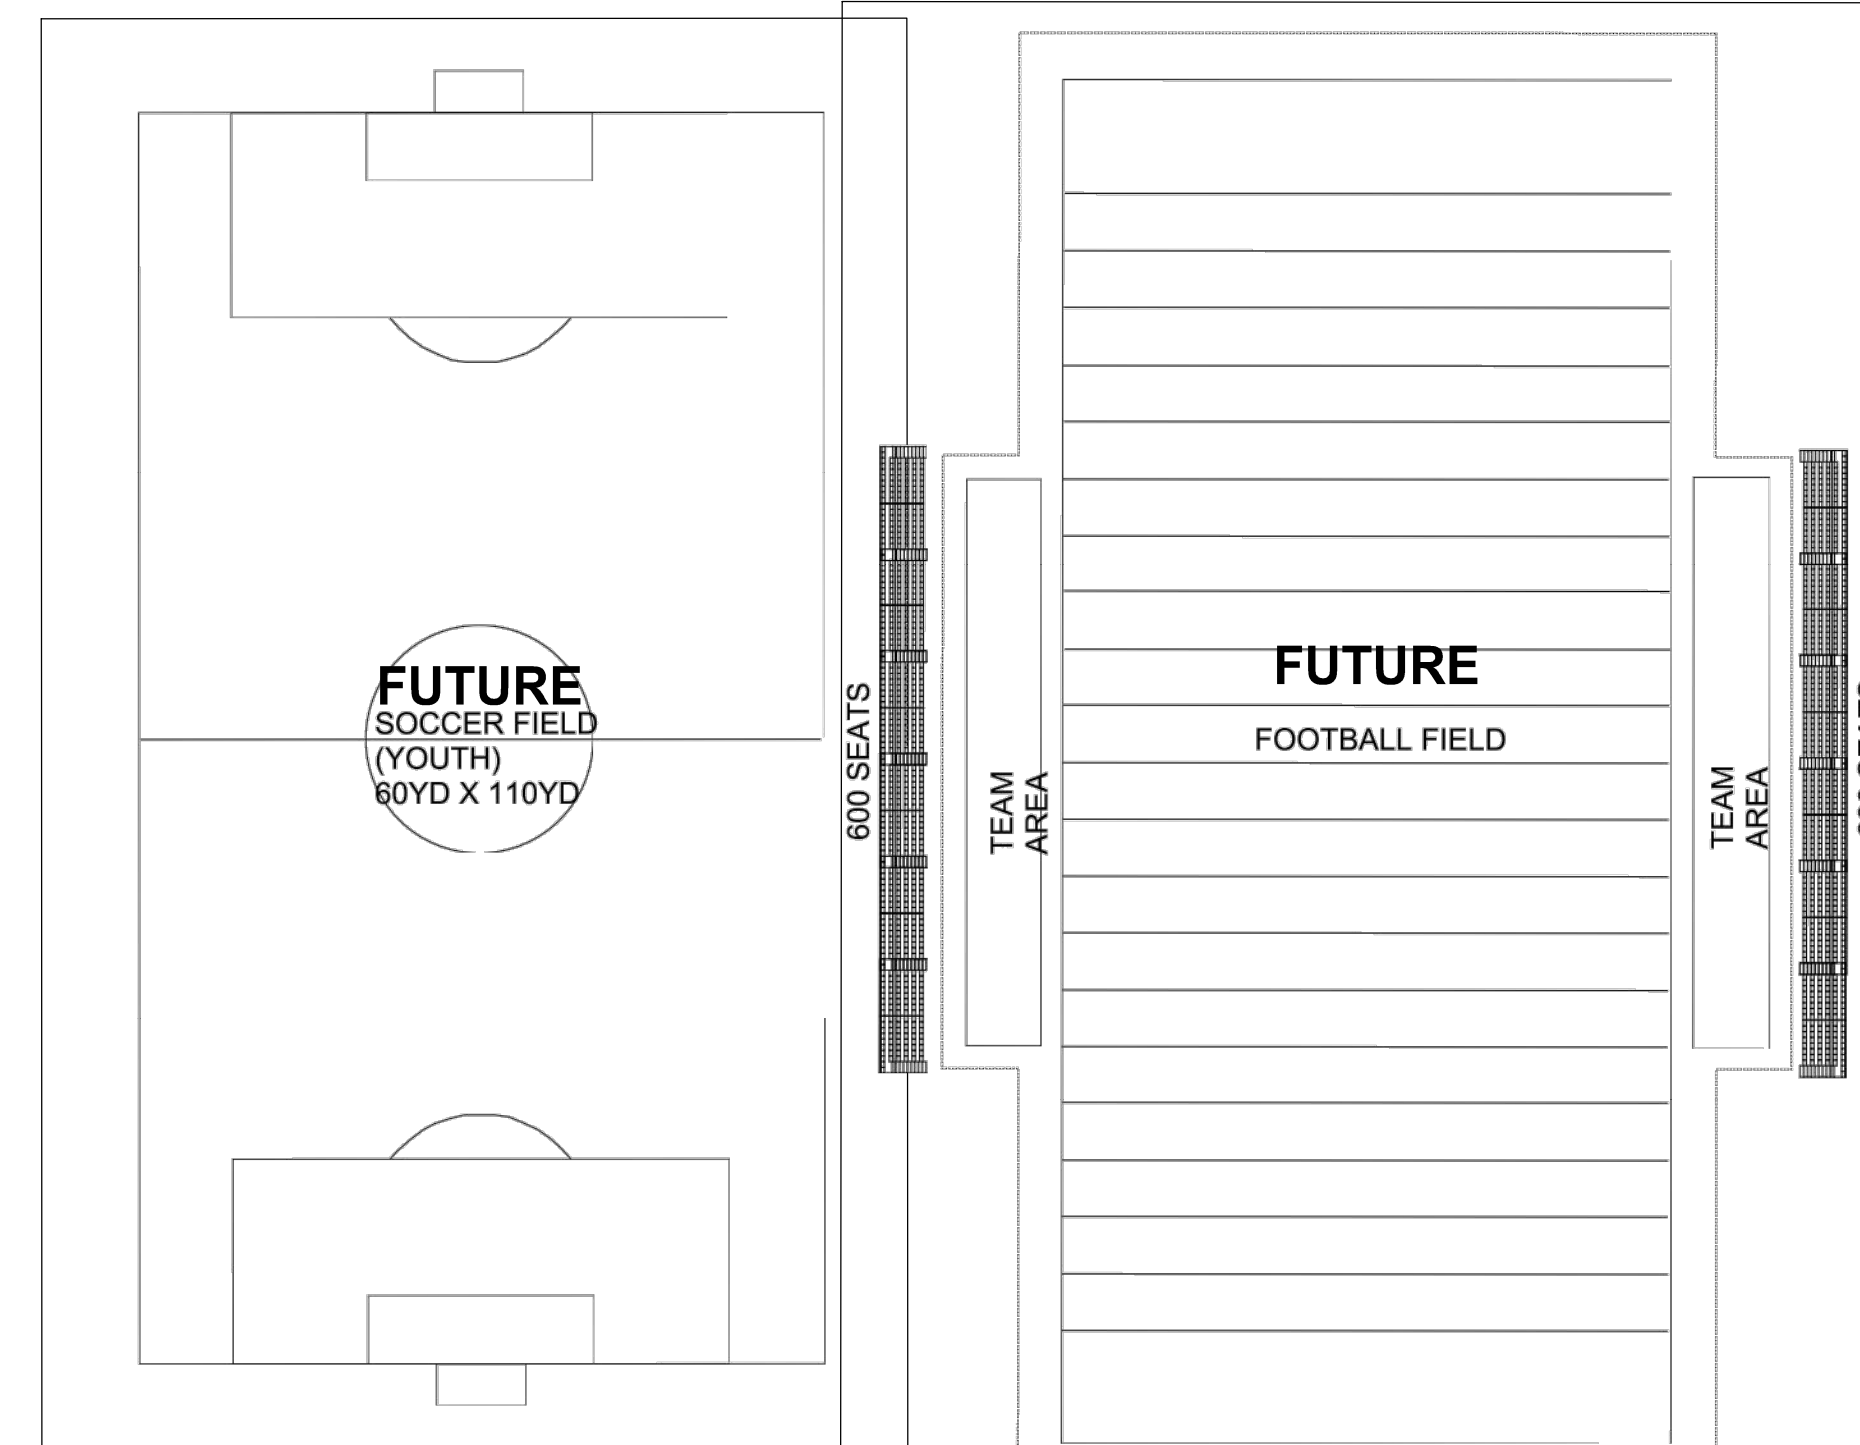 FUTURE
SOCCER FIELD
(YOUTH)
60YD X 110YD
600 SEATS
TEAM
AREA
FUTURE
FOOTBALL FIELD
TEAM
AREA